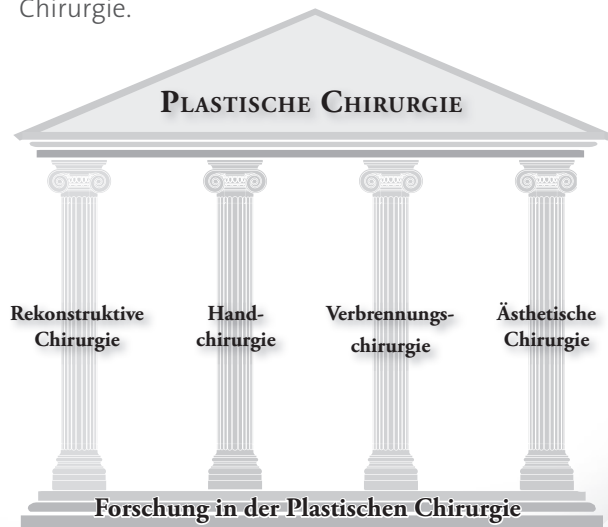 Chirurgie.
PLASTISCHE CHIRURGIE
Rekonstruktive
Chirurgie
Hand-
chirurgie
Verbrennungs-
chirurgie
Ästhetische
Chirurgie
Forschung in der Plastischen Chirurgie